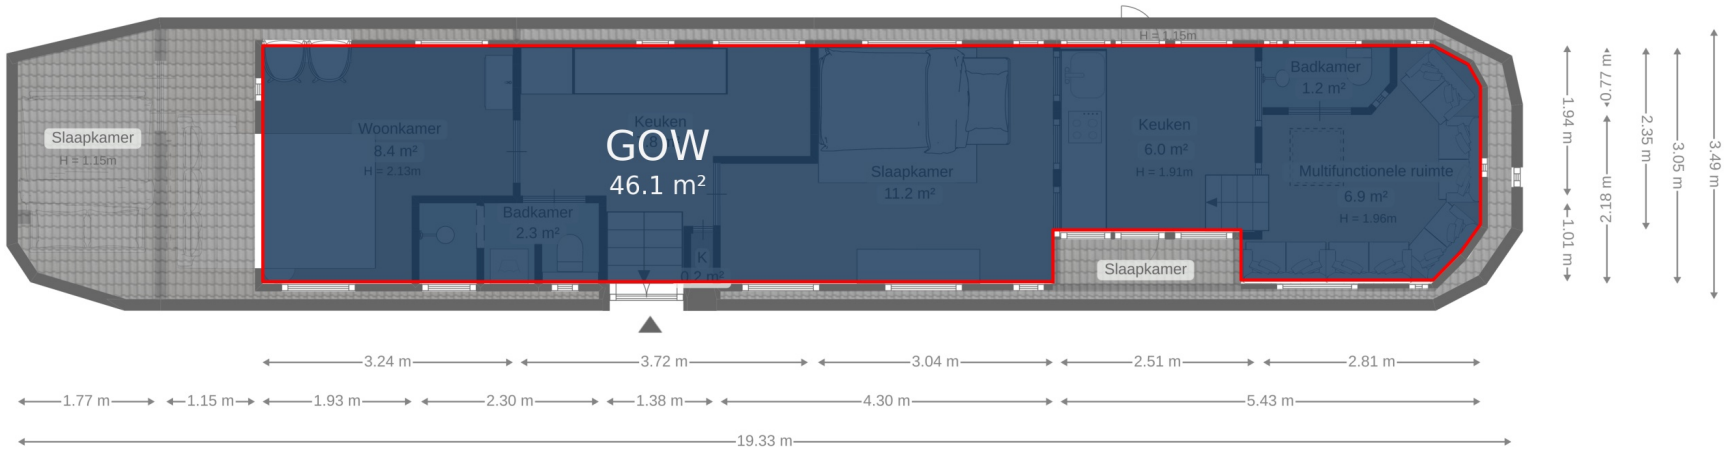 H = 1.15m
Badkamer
1.2 m²
Slaapkamer
H = 1.15m
Woonkamer
8.4 m²
H = 2.13m
Keuken
GOW
46.1 m²
Keuken
6.0 m²
H = 1.91m
Slaapkamer
11.2 m²
Multifunctionele ruimte
6.9 m²
H = 1.96m
Badkamer
2.3 m²
K
0.2 m²
Slaapkamer
1.94 m
1.01 m
0.77 m
2.18 m
2.35 m
3.05 m
3.49 m
3.24 m
3.72 m
3.04 m
2.51 m
2.81 m
1.77 m
1.15 m
1.93 m
2.30 m
1.38 m
4.30 m
5.43 m
19.33 m